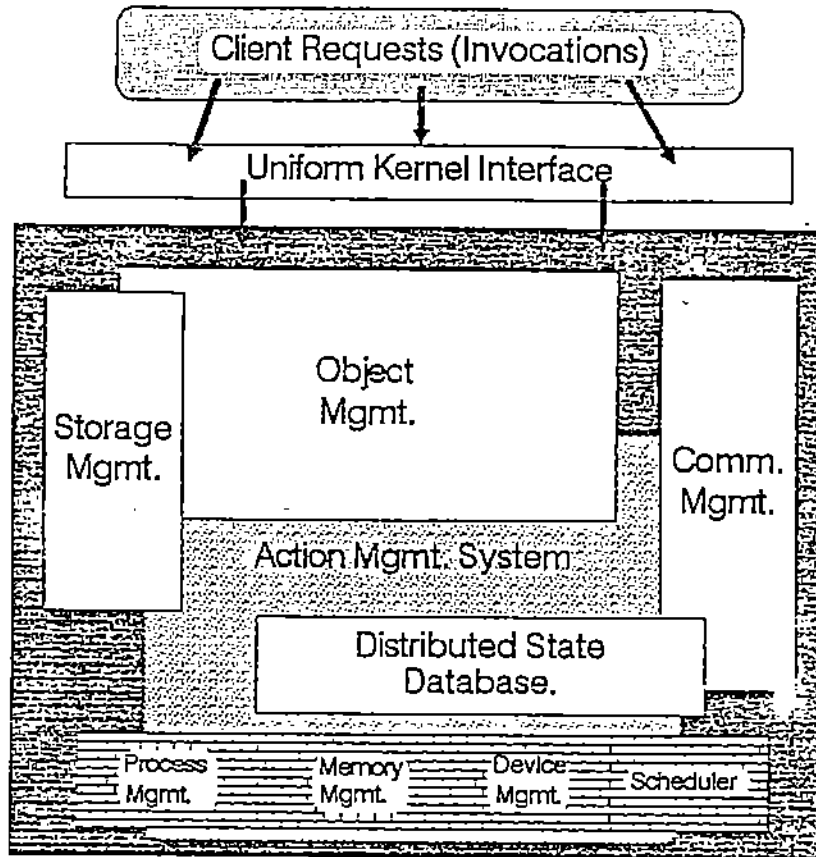 Client Requests (Invocations)
Uniform Kernel Interface
Object
Mgmt.
Storage
Mgmt.
Comm.
Mgmt.
Action Mgmt. System
Distributed State
Database.
Process
Mgmt.
Memory
Mgmt.
Device
Mgmt.
Scheduler